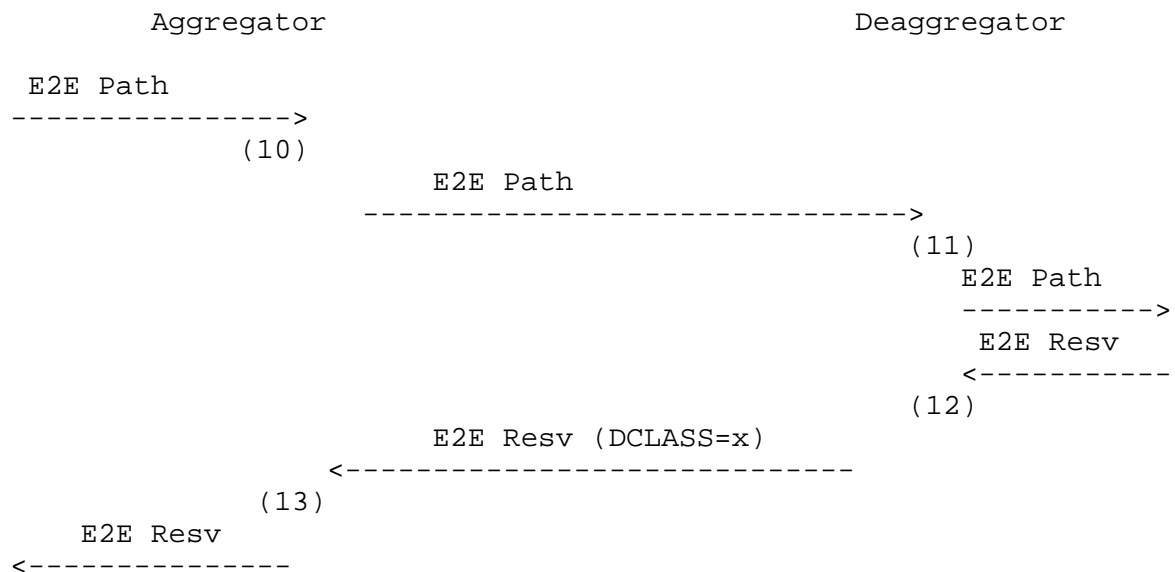 Aggregator Deaggregator
E2E Path
---------------->
(10)
E2E Path
------------------------------->
(11)
E2E Path
----------->
E2E Resv
<-----------
(12)
E2E Resv (DCLASS=x)
<-----------------------------
(13)
E2E Resv
<---------------